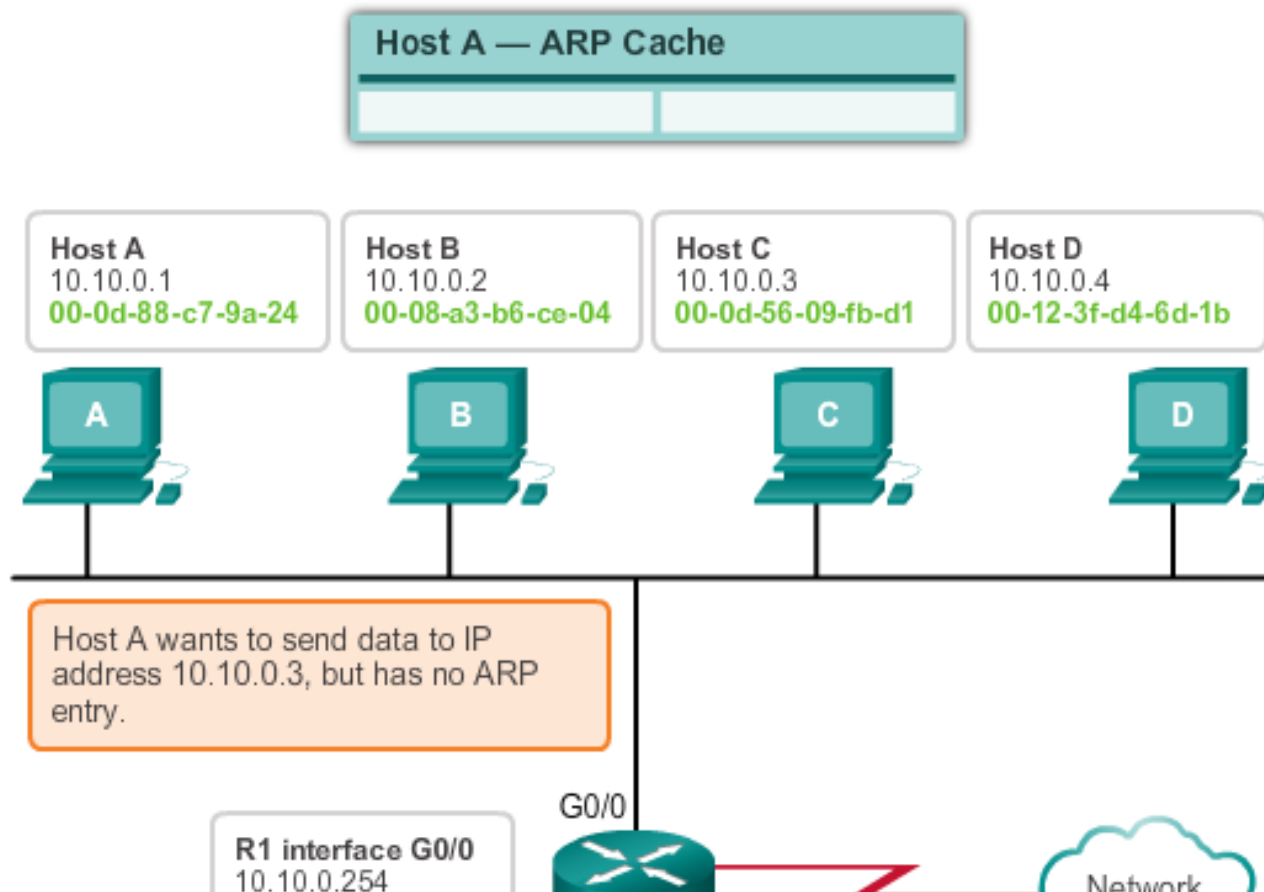 Host A — ARP Cache
Host A
10.10.0.1
00-0d-88-c7-9a-24
Host B
10.10.0.2
00-08-a3-b6-ce-04
Host C
10.10.0.3
00-0d-56-09-fb-d1
Host D
10.10.0.4
00-12-3f-d4-6d-1b
A
B
C
D
Host A wants to send data to IP
address 10.10.0.3, but has no ARP
entry.
G0/0
R1 interface G0/0
10.10.0.254
Network